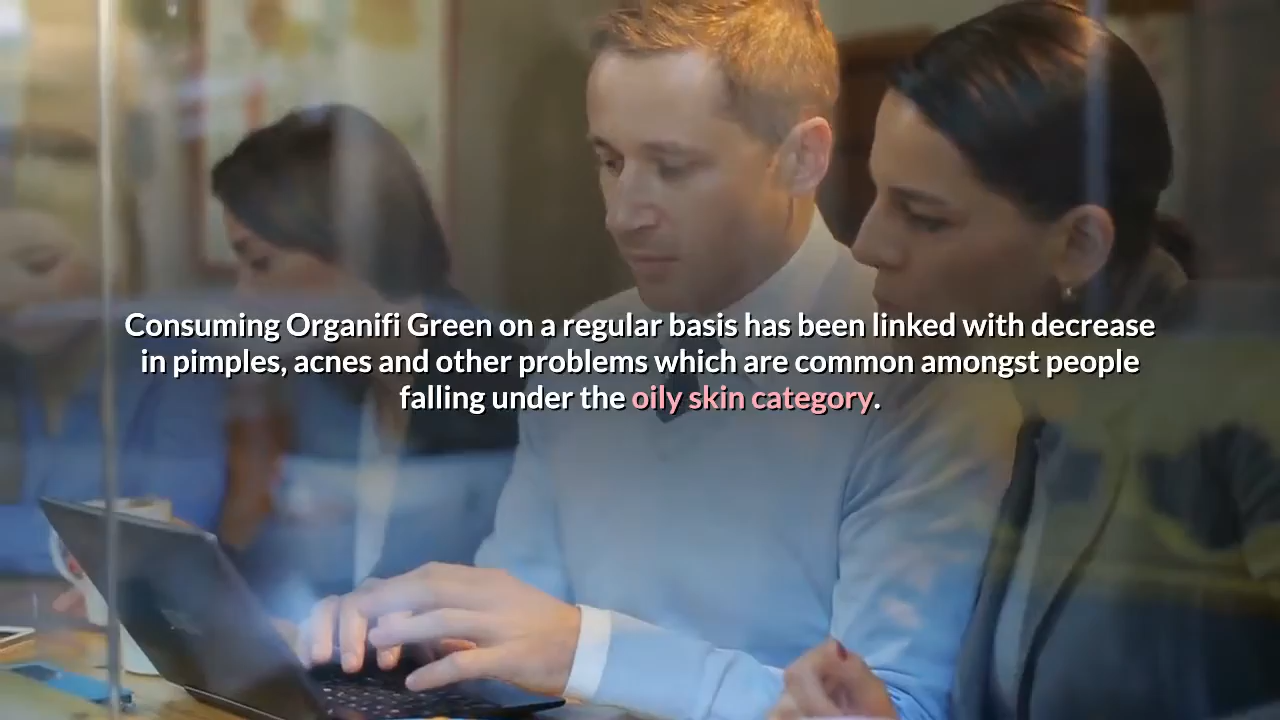 Consuming Organifi Green on a regular basis has been linked with decrease
in pimples, acnes and other problems which are common amongst people
falling under the oily skin category.